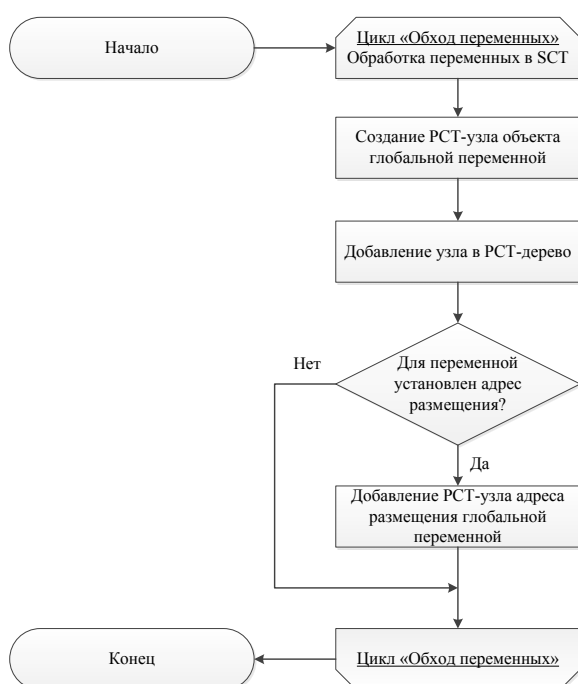 Начало
Цикл «Обход переменных»
Обработка переменных в SCT
Создание PCT-узла объекта
глобальной переменной
Добавление узла в PCT-дерево
Нет
Для переменной
установлен адрес
размещения?
Да
Добавление PCT-узла адреса
размещения глобальной
переменной
Конец
Цикл «Обход переменных»